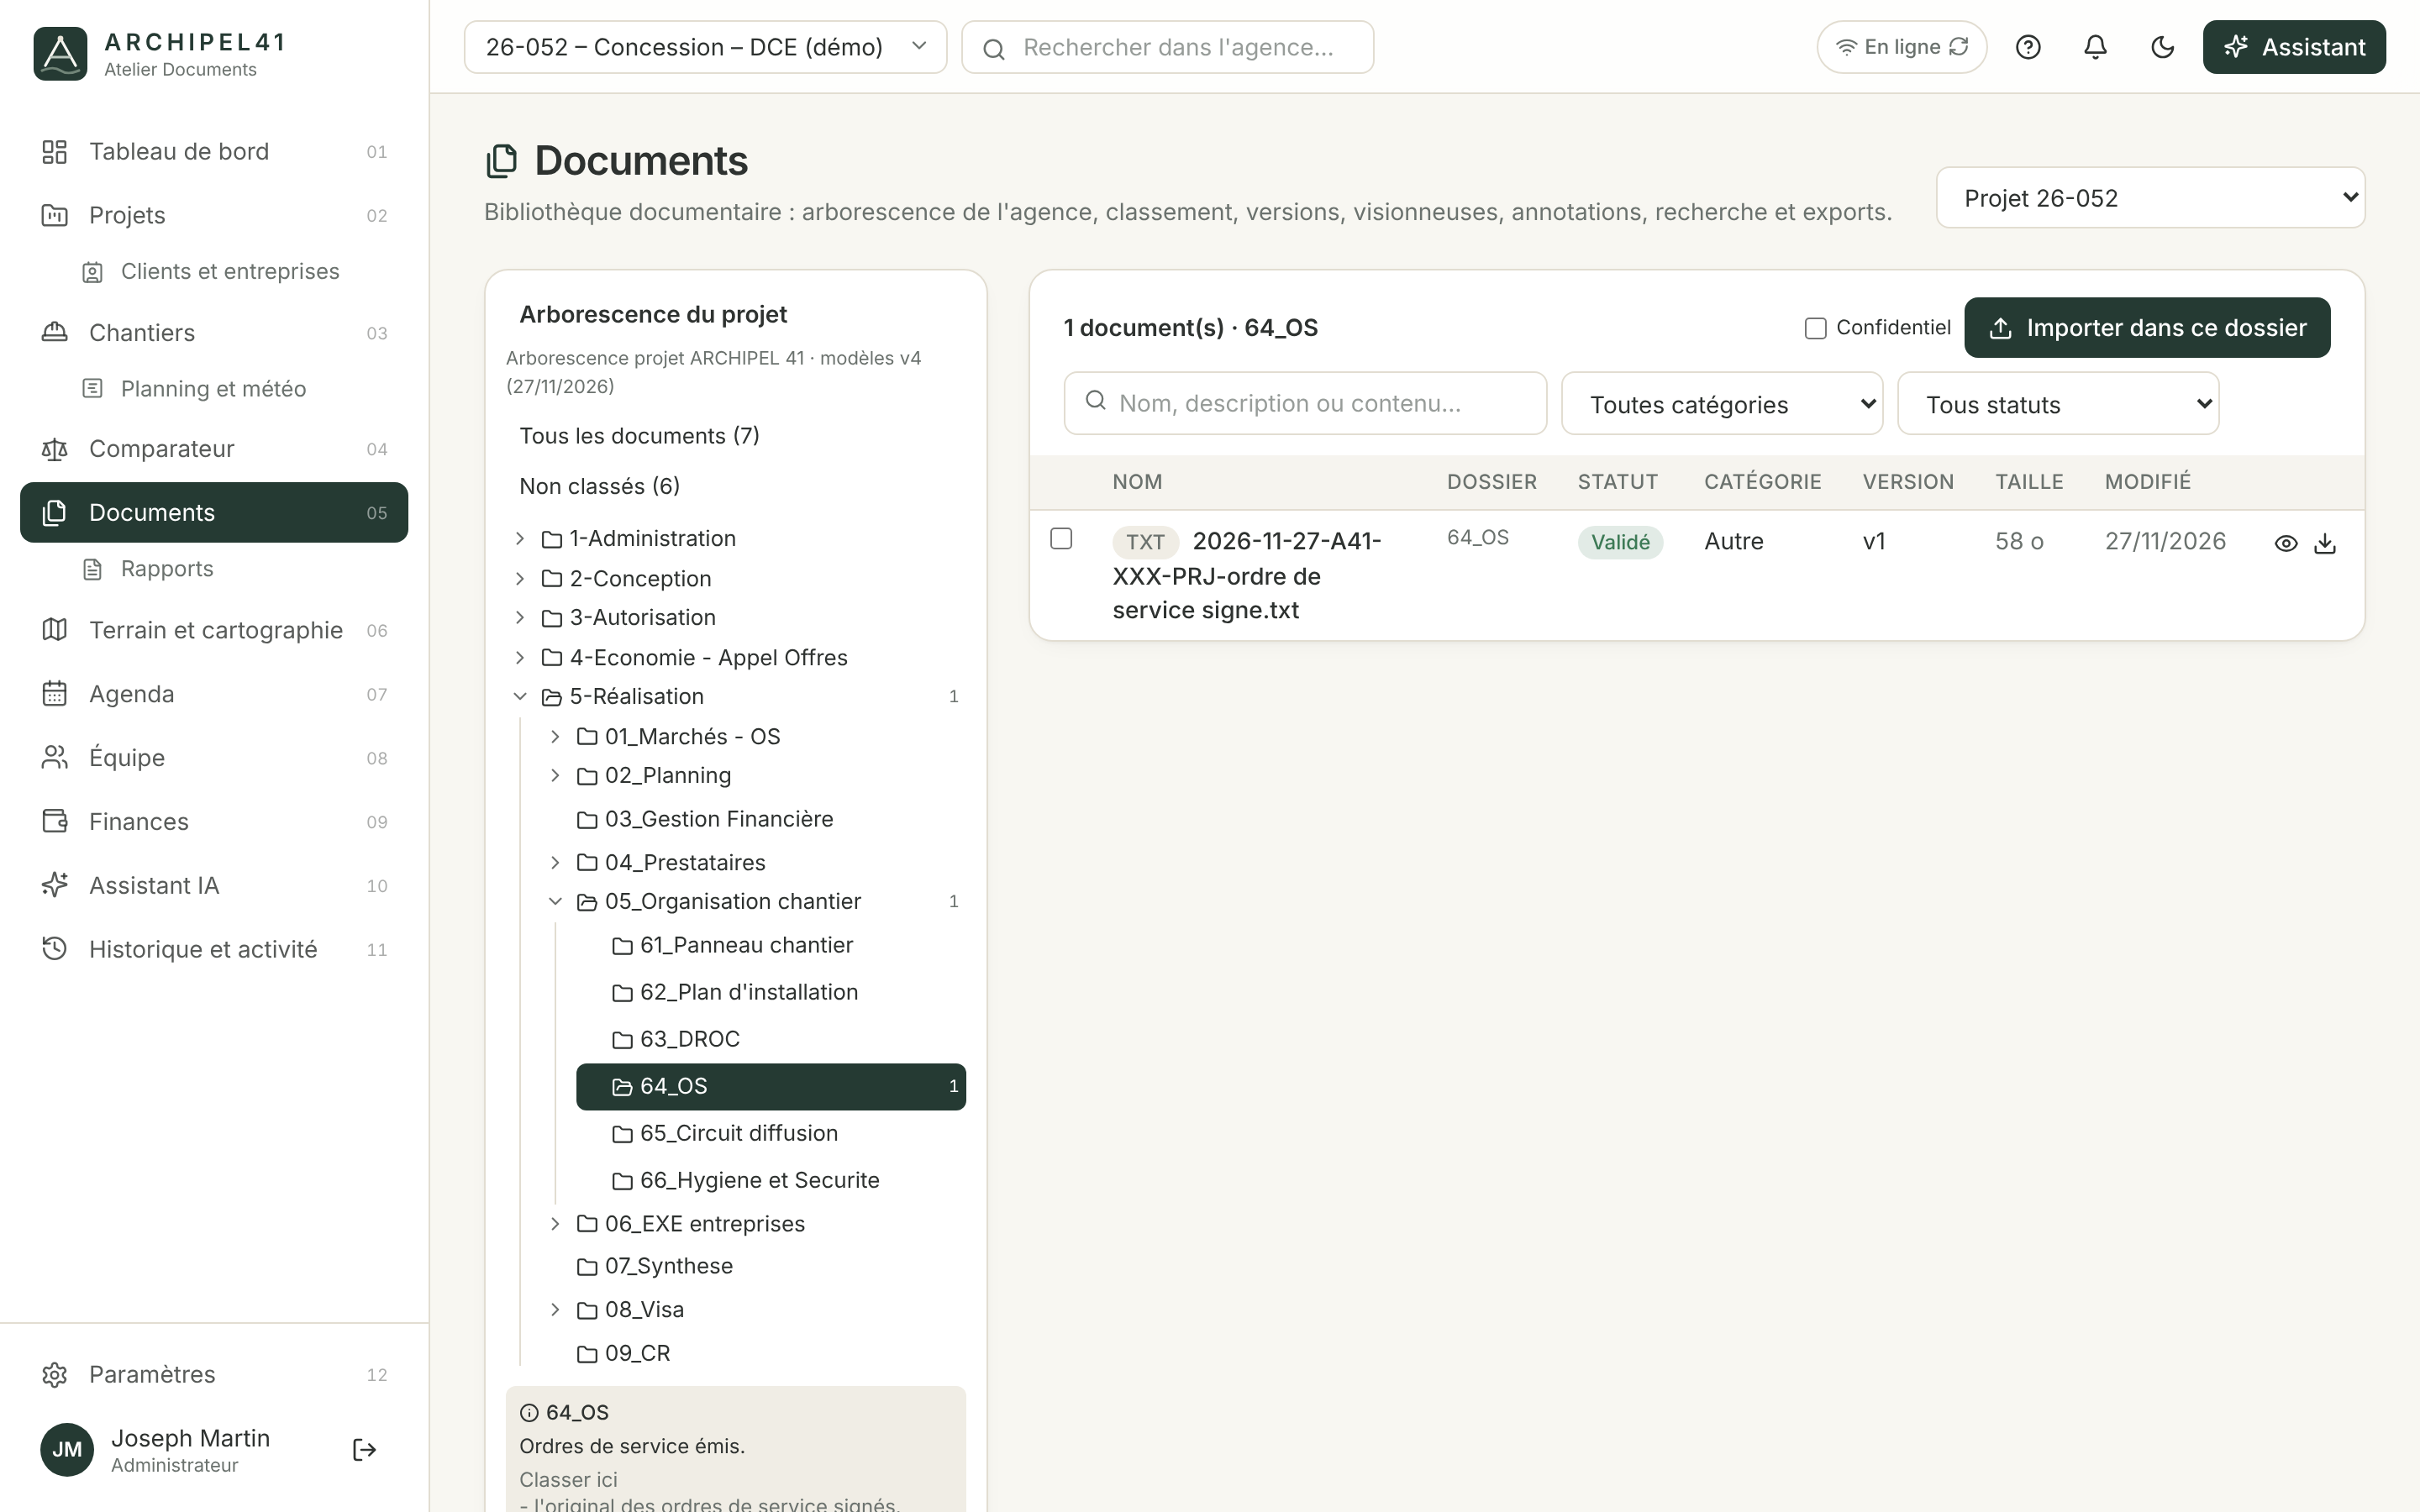 ARCHIPEL41
Atelier Documents
Tableau de bord 01
Projets 02
Clients et entreprises
Chantiers 03
Planning et météo
Comparateur 04
Documents 05
Rapports
Terrain et cartographie 06
Agenda 07
Équipe 08
Finances 09
Assistant IA 10
Historique et activité 11
Paramètres 12
JM
Joseph Martin
Administrateur
26-052 – Concession – DCE (démo)
Rechercher dans l'agence...
En ligne
Assistant
Documents
Bibliothèque documentaire : arborescence de l'agence, classement, versions, visionneuses, annotations, recherche et exports.
Projet 26-052
Arborescence du projet
Arborescence projet ARCHIPEL 41 · modèles v4
(27/11/2026)
Tous les documents (7)
Non classés (6)
1-Administration
2-Conception
3-Autorisation
4-Economie - Appel Offres
5-Réalisation 1
01_Marchés - OS
02_Planning
03_Gestion Financière
04_Prestataires
05_Organisation chantier 1
61_Panneau chantier
62_Plan d'installation
63_DROC
64_OS 1
65_Circuit diffusion
66_Hygiene et Securite
06_EXE entreprises
07_Synthese
08_Visa
09_CR
64_OS
Ordres de service émis.
Classer ici
- l'original des ordres de service signés.
1 document(s) · 64_OS
Confidentiel
Importer dans ce dossier
Nom, description ou contenu...
Toutes catégories
Tous statuts
NOM DOSSIER STATUT CATÉGORIE VERSION TAILLE MODIFIÉ
TXT 2026-11-27-A41- 64_OS Validé Autre v1 58 o 27/11/2026
XXX-PRJ-ordre de
service signe.txt